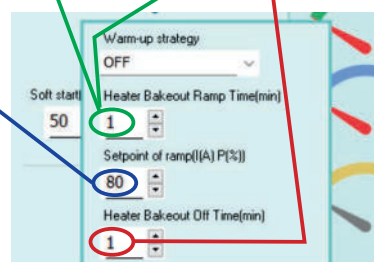 Warm-up strategy
OFF
Soft start
50
Heater Bakeout Ramp Time(min)
1
Setpoint of ramp(I(A) P(%))
80
Heater Bakeout Off Time(min)
1